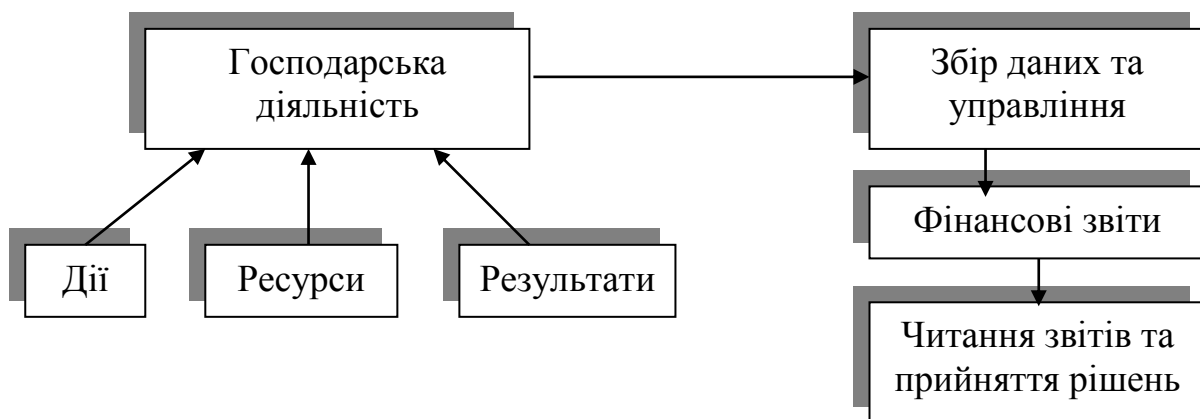 Господарська
діяльність
Збір даних та
управління
Фінансові звіти
Дії
Ресурси
Результати
Читання звітів та
прийняття рішень